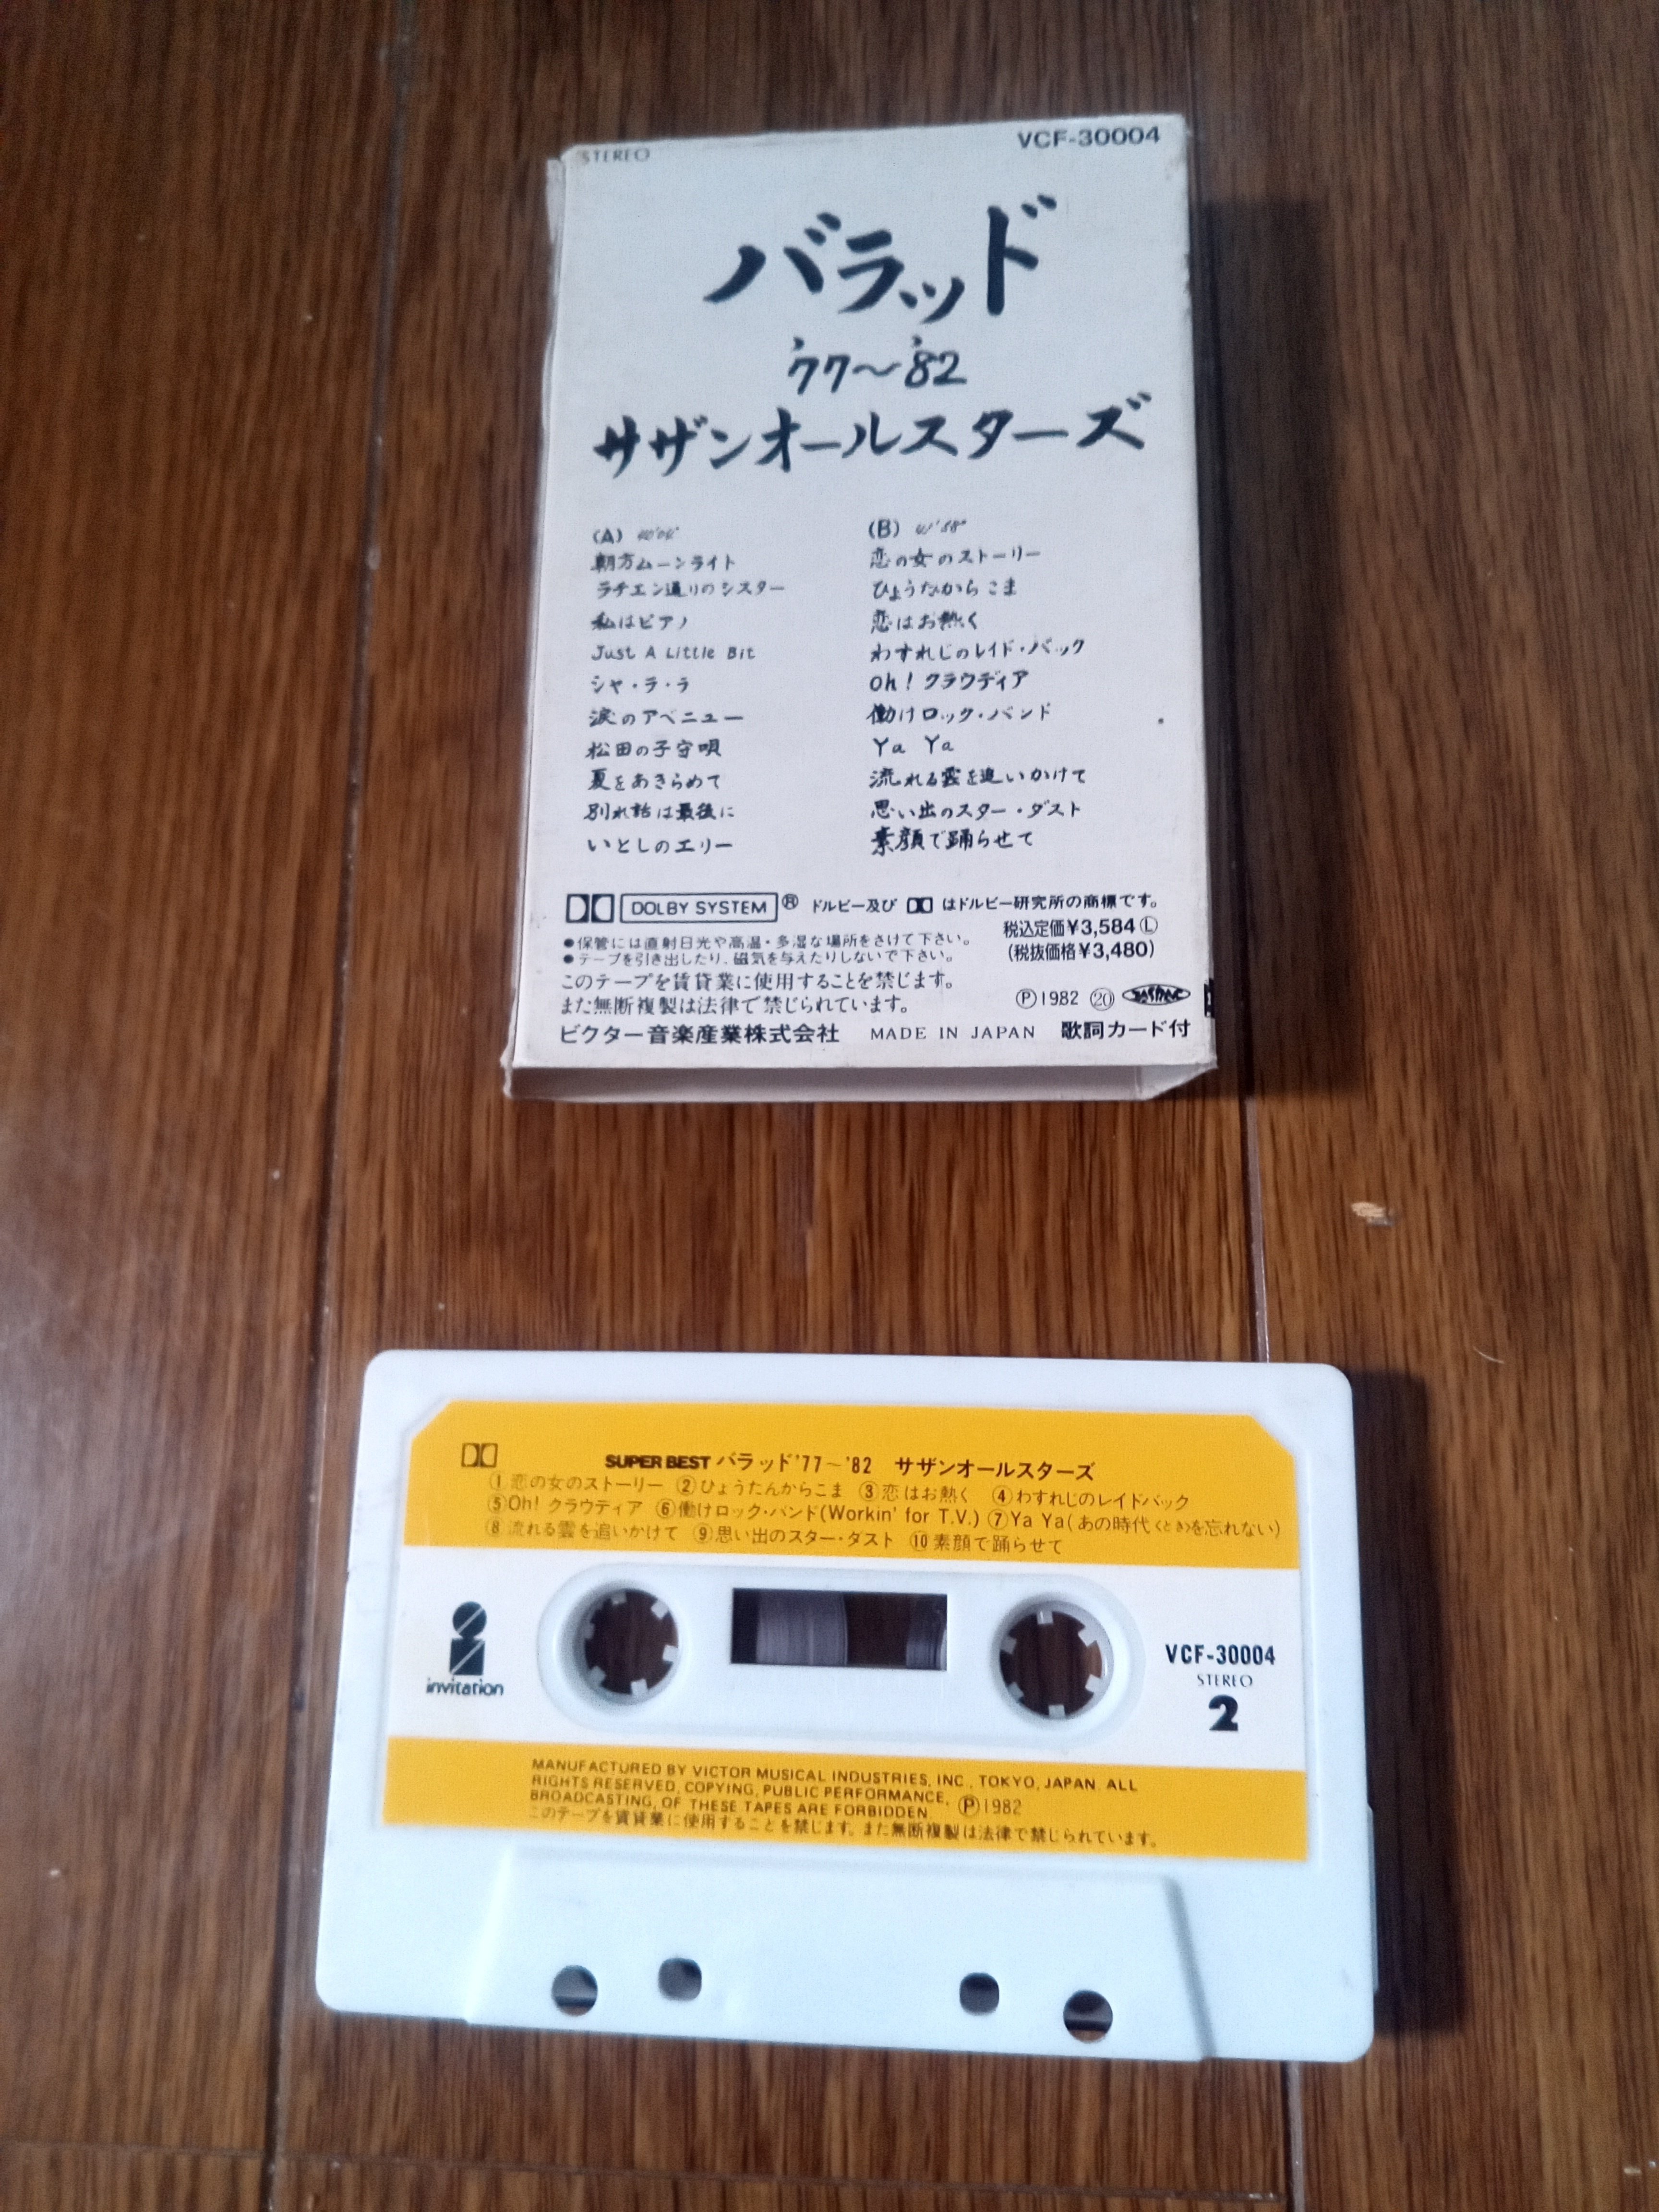 STEREO
VCF-30004
バラッド
'77〜'82
サザンオールスターズ
(A)
朝方ムーンライト
ラチエン通りのシスター
私はピアノ
Just A Little Bit
シャ・ラ・ラ
涙のアベニュー
松田の子守唄
夏をあきらめて
別れ話は最後に
いとしのエリー
(B)
恋の女のストーリー
ひょうたんからこま
恋はお熱く
わすれじのレイド・バック
Oh! クラウディア
働けロック・バンド
Ya Ya
流れる雲を追いかけて
思い出のスター・ダスト
素顔で踊らせて
DOLBY SYSTEM ® ドルビー及び はドルビー研究所の商標です。
●保管には直射日光や高温・多湿な場所をさけて下さい。
●テープを引き出したり、磁気を与えたりしないで下さい。
税込定価¥3,584 Ⓛ
(税抜価格¥3,480)
このテープを賃貸業に使用することを禁じます。
また無断複製は法律で禁じられています。
Ⓟ1982 ⑳ JASRAC
ビクター音楽産業株式会社 MADE IN JAPAN 歌詞カード付
SUPER BEST バラッド'77〜'82 サザンオールスターズ
①恋の女のストーリー ②ひょうたんからこま ③恋はお熱く ④わすれじのレイドバック
⑤Oh! クラウディア ⑥働けロック・バンド(Workin' for T.V.) ⑦Ya Ya(あの時代<とき>を忘れない)
⑧流れる雲を追いかけて ⑨思い出のスター・ダスト ⑩素顔で踊らせて
invitation
VCF-30004
STEREO
2
MANUFACTURED BY VICTOR MUSICAL INDUSTRIES, INC., TOKYO, JAPAN. ALL
RIGHTS RESERVED, COPYING, PUBLIC PERFORMANCE,
BROADCASTING, OF THESE TAPES ARE FORBIDDEN. Ⓟ1982
このテープを賃貸業に使用することを禁じます。また無断複製は法律で禁じられています。